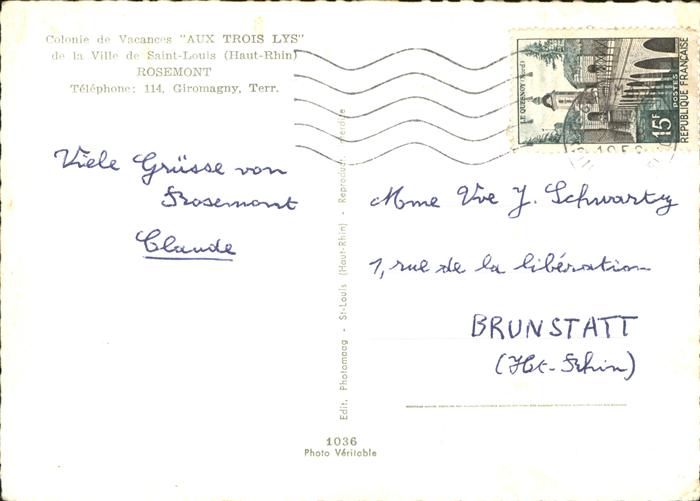 Colonie de Vacances "AUX TROIS LYS"
de la Ville de Saint-Louis (Haut-Rhin)
ROSEMONT
Téléphone: 114, Giromagny, Terr.
LE QUESNOY (Nord)
15F
POSTES
REPUBLIQUE FRANÇAISE
Viele Grüsse von
Rosemont
Claude
Edit. Photomaag - St-Louis (Haut-Rhin) - Reproduct. interdite
Mme Vve J. Schwartz
1, rue de la libération
BRUNSTATT
(Ht-Rhin)
1036
Photo Véritable